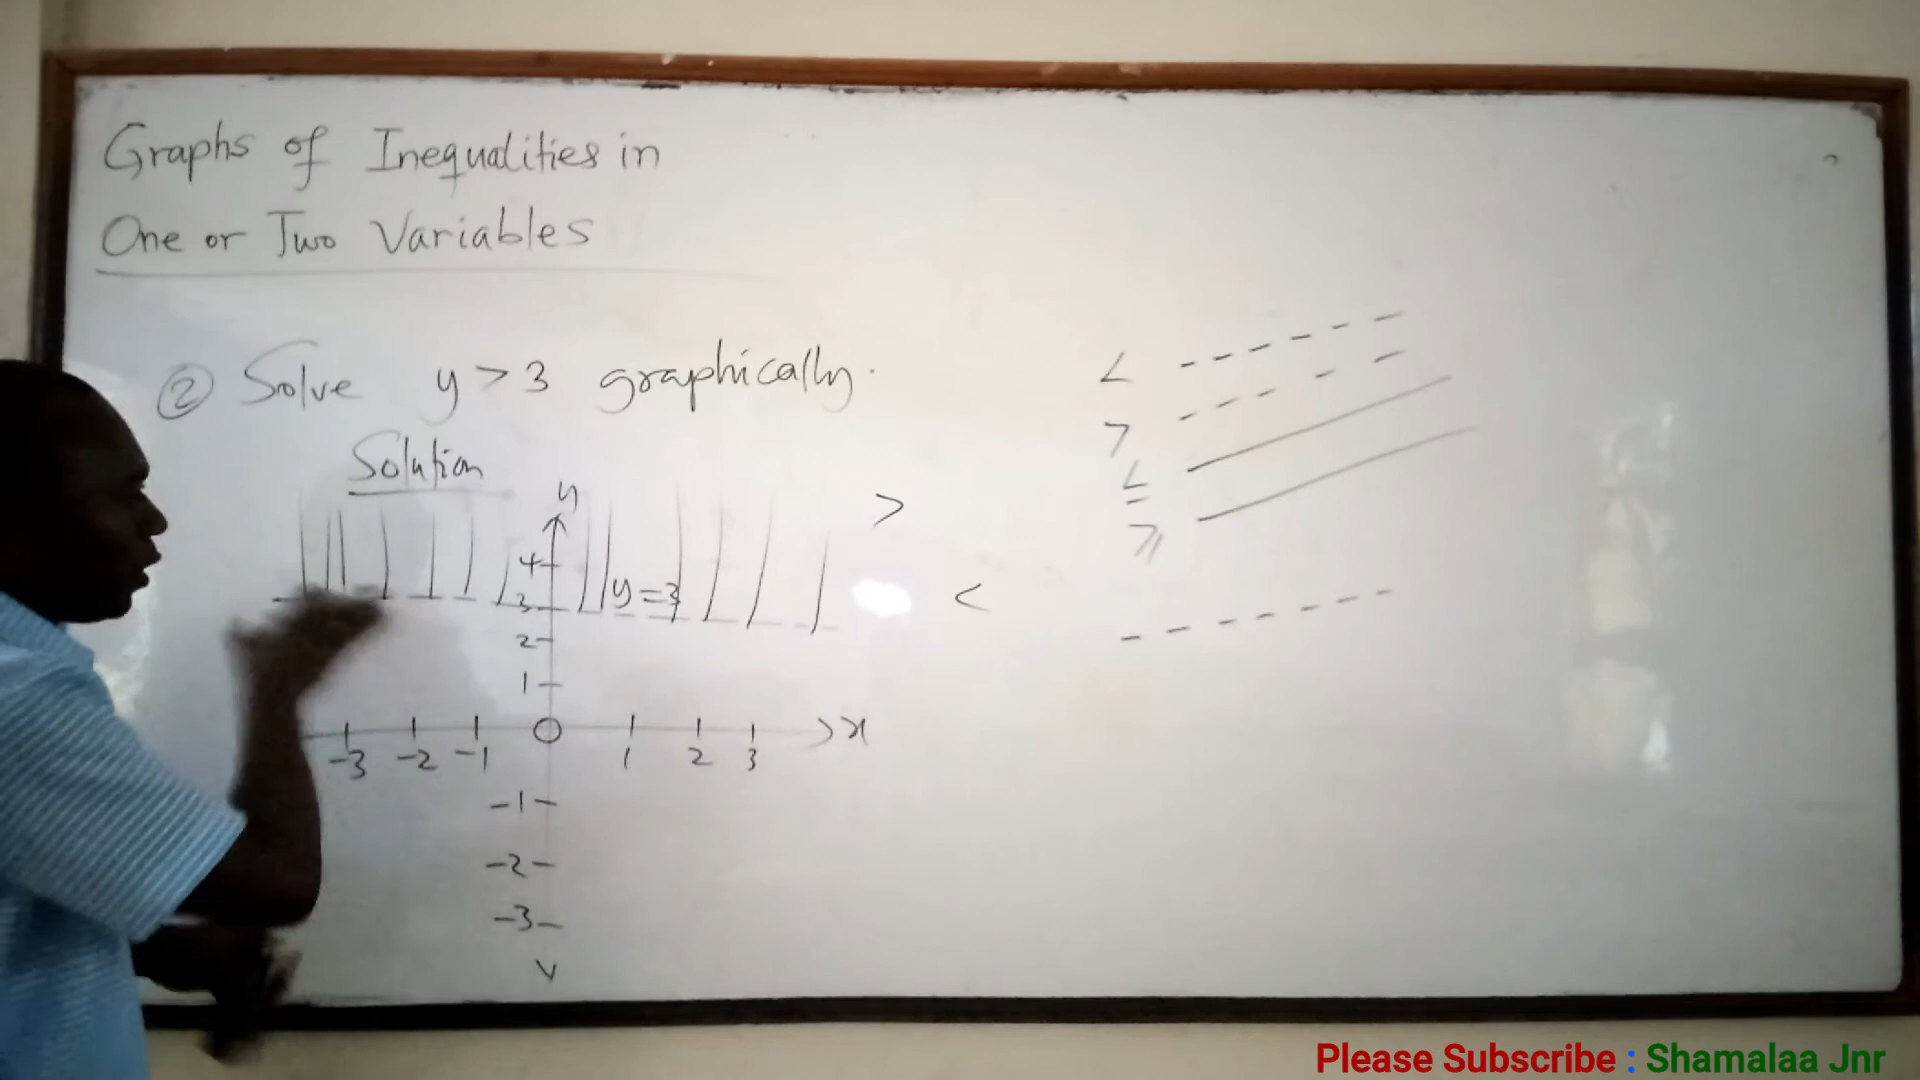 Graphs of Inequalities in
One or Two Variables
② Solve y > 3 graphically.
Solution
y
4
y = 3
3
2
1
-3 -2 -1 O 1 2 3 x
-1
-2
-3
>
<
<
>
≤
≥
Please Subscribe : Shamalaa Jnr